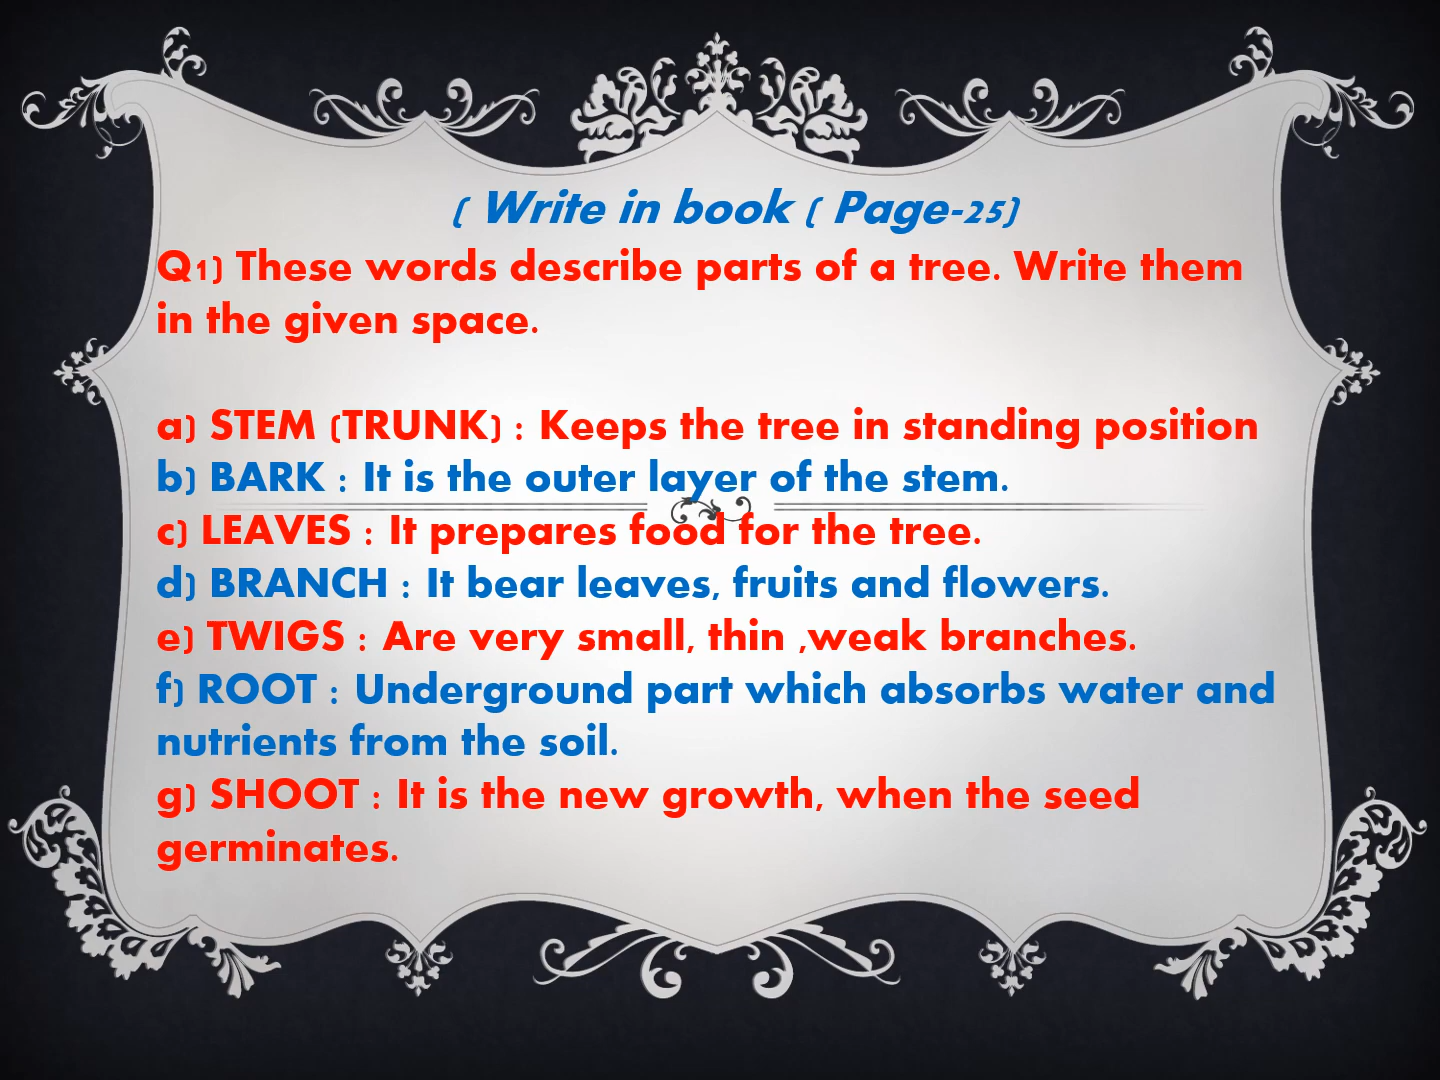 ( Write in book ( Page-25)
Q1) These words describe parts of a tree. Write them
in the given space.
a) STEM (TRUNK) : Keeps the tree in standing position
b) BARK : It is the outer layer of the stem.
c) LEAVES : It prepares food for the tree.
d) BRANCH : It bear leaves, fruits and flowers.
e) TWIGS : Are very small, thin ,weak branches.
f) ROOT : Underground part which absorbs water and
nutrients from the soil.
g) SHOOT : It is the new growth, when the seed
germinates.